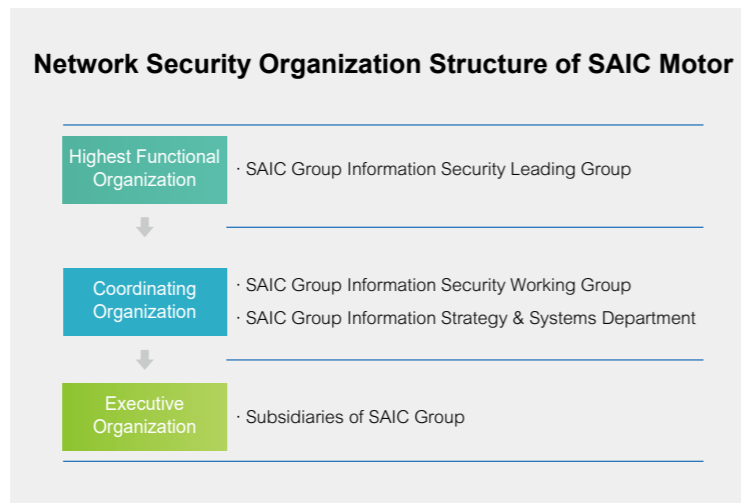 Network Security Organization Structure of SAIC Motor
Highest Functional
Organization
· SAIC Group Information Security Leading Group
Coordinating
Organization
· SAIC Group Information Security Working Group
· SAIC Group Information Strategy & Systems Department
Executive
Organization
· Subsidiaries of SAIC Group